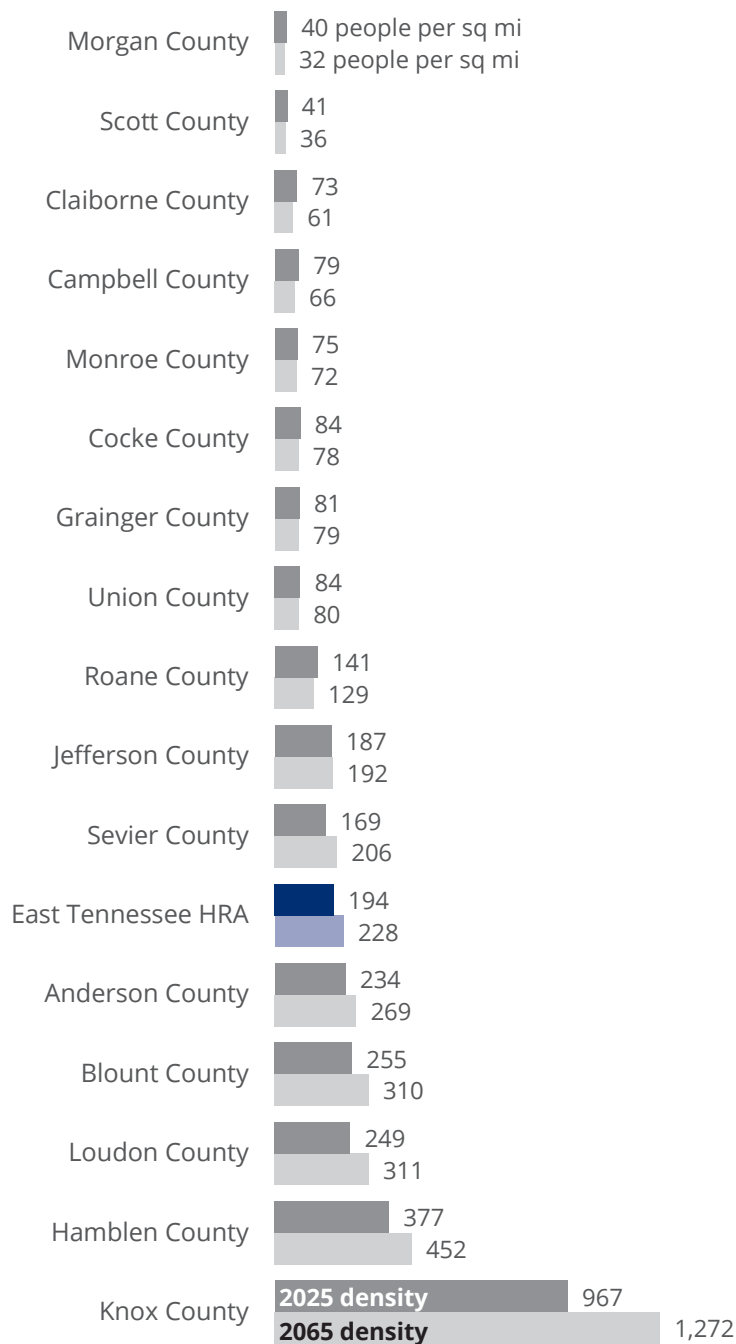 Morgan County
40 people per sq mi
32 people per sq mi
Scott County
41
36
Claiborne County
73
61
Campbell County
79
66
Monroe County
75
72
Cocke County
84
78
Grainger County
81
79
Union County
84
80
Roane County
141
129
Jefferson County
187
192
Sevier County
169
206
East Tennessee HRA
194
228
Anderson County
234
269
Blount County
255
310
Loudon County
249
311
Hamblen County
377
452
Knox County
2025 density
967
2065 density
1,272